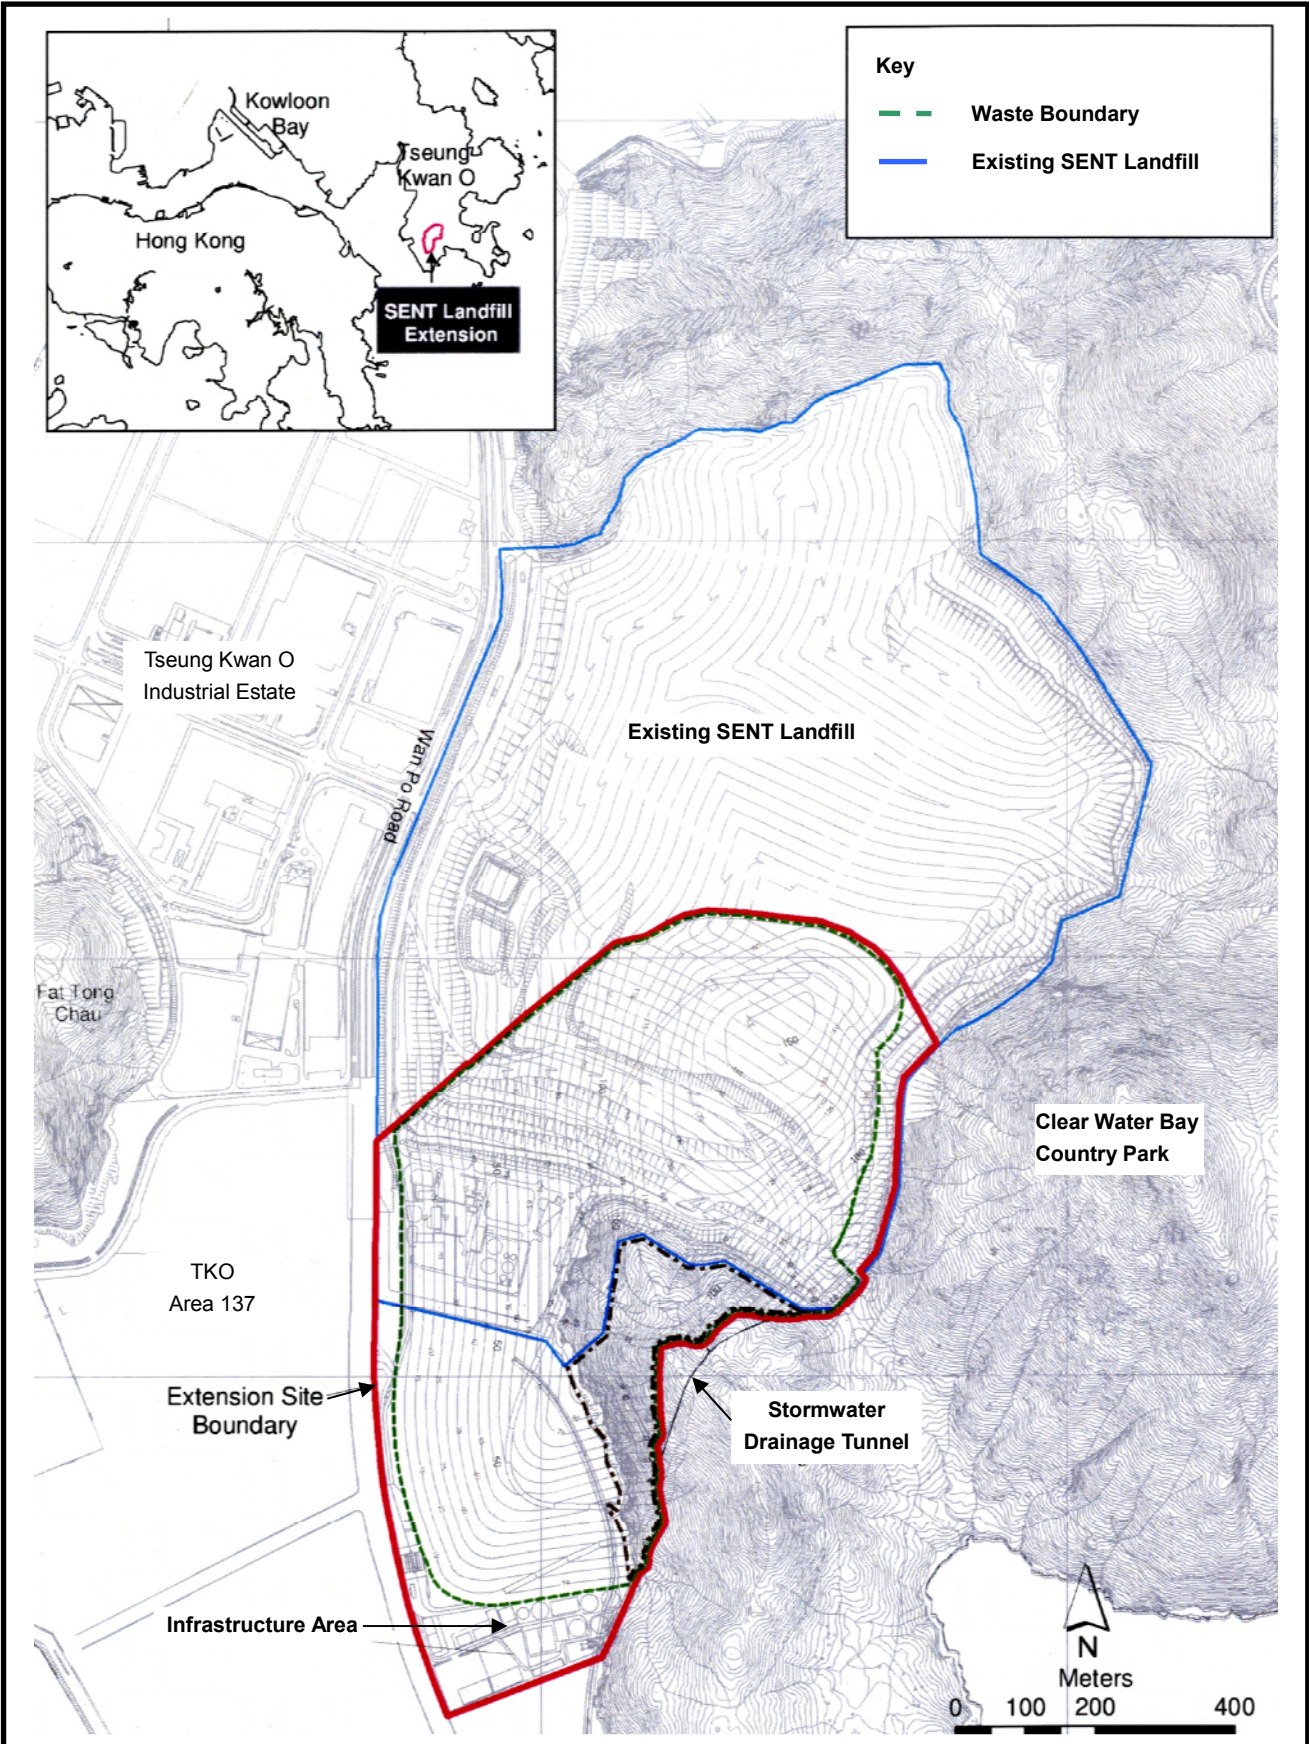 Kowloon
Bay
Tseung
Kwan O
Hong Kong
SENT Landfill
Extension
Key
Waste Boundary
Existing SENT Landfill
Tseung Kwan O
Industrial Estate
Wan Po Road
Existing SENT Landfill
Fat Tong
Chau
Clear Water Bay
Country Park
TKO
Area 137
Extension Site
Boundary
Stormwater
Drainage Tunnel
Infrastructure Area
N
Meters
0 100 200 400